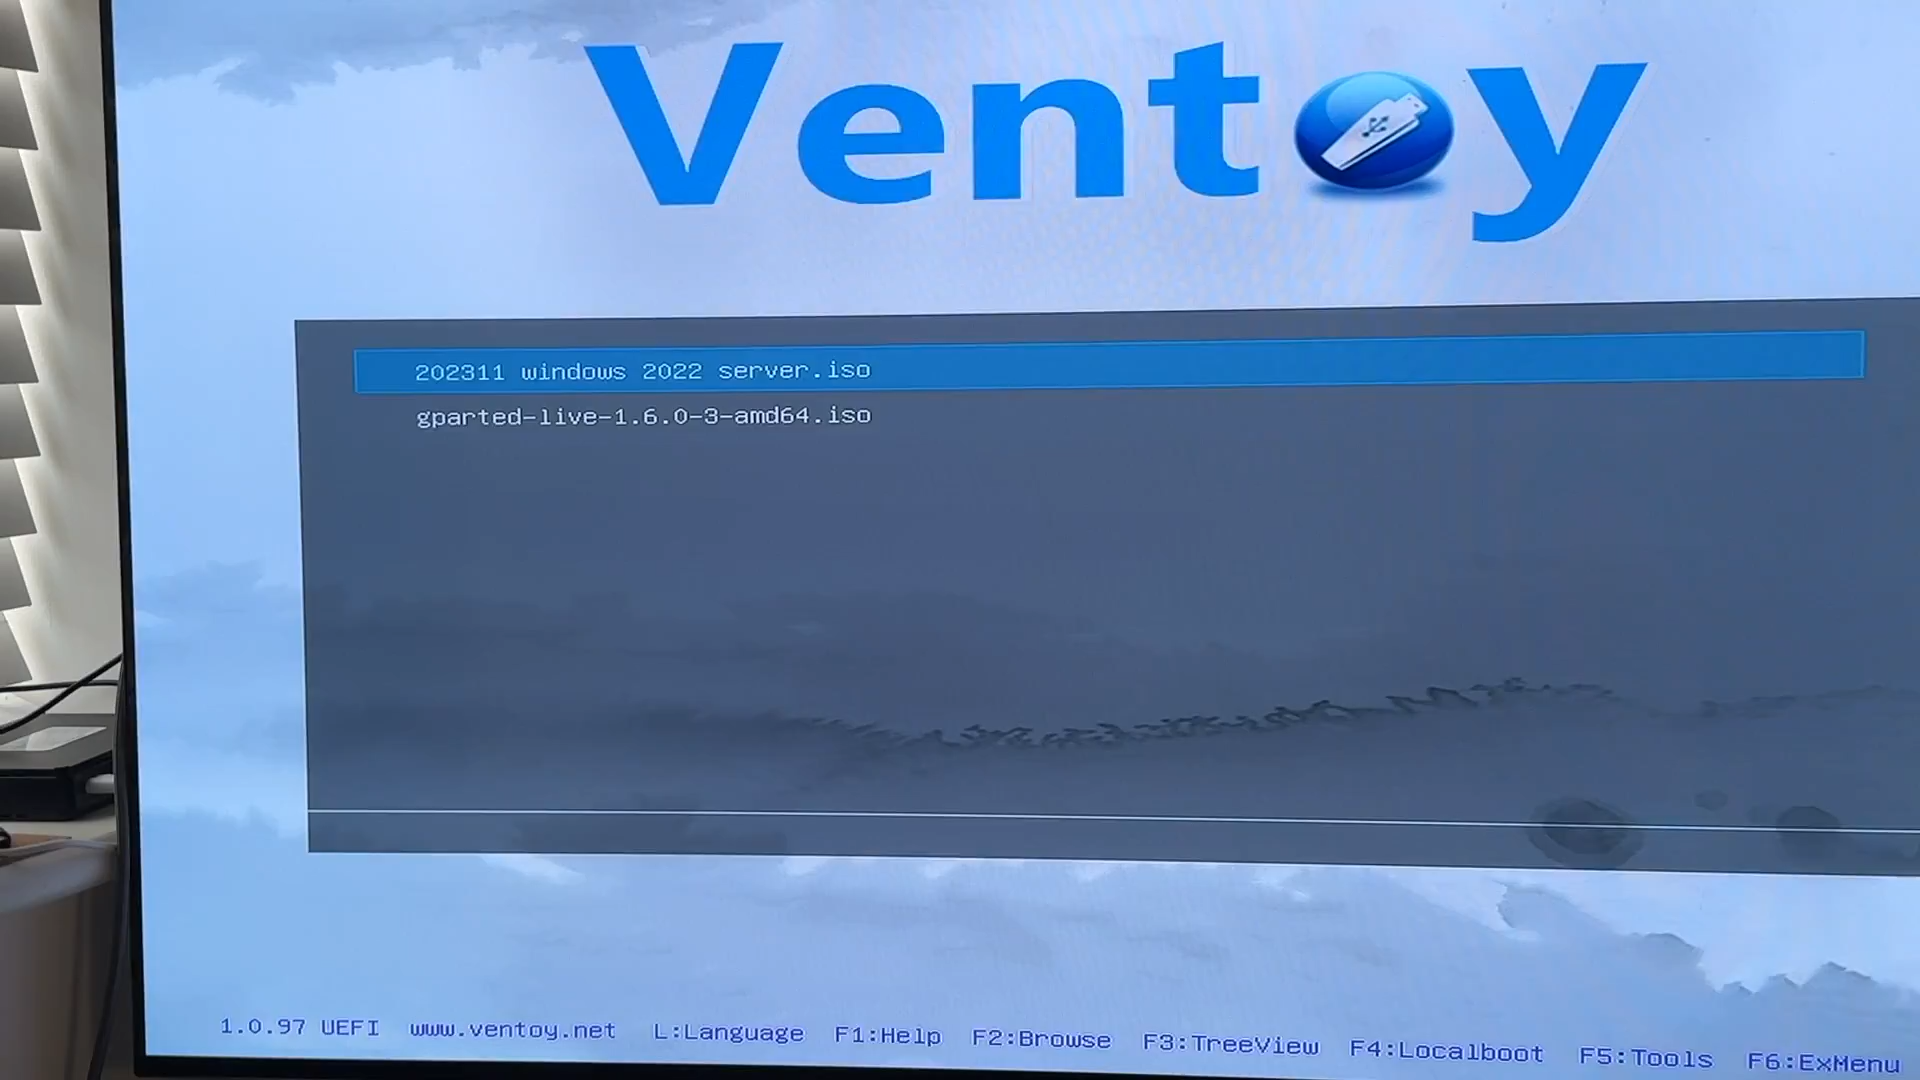 Ventoy
202311 windows 2022 server.iso
gparted-live-1.6.0-3-amd64.iso
1.0.97 UEFI www.ventoy.net L:Language F1:Help F2:Browse F3:TreeView F4:Localboot F5:Tools F6:ExMenu